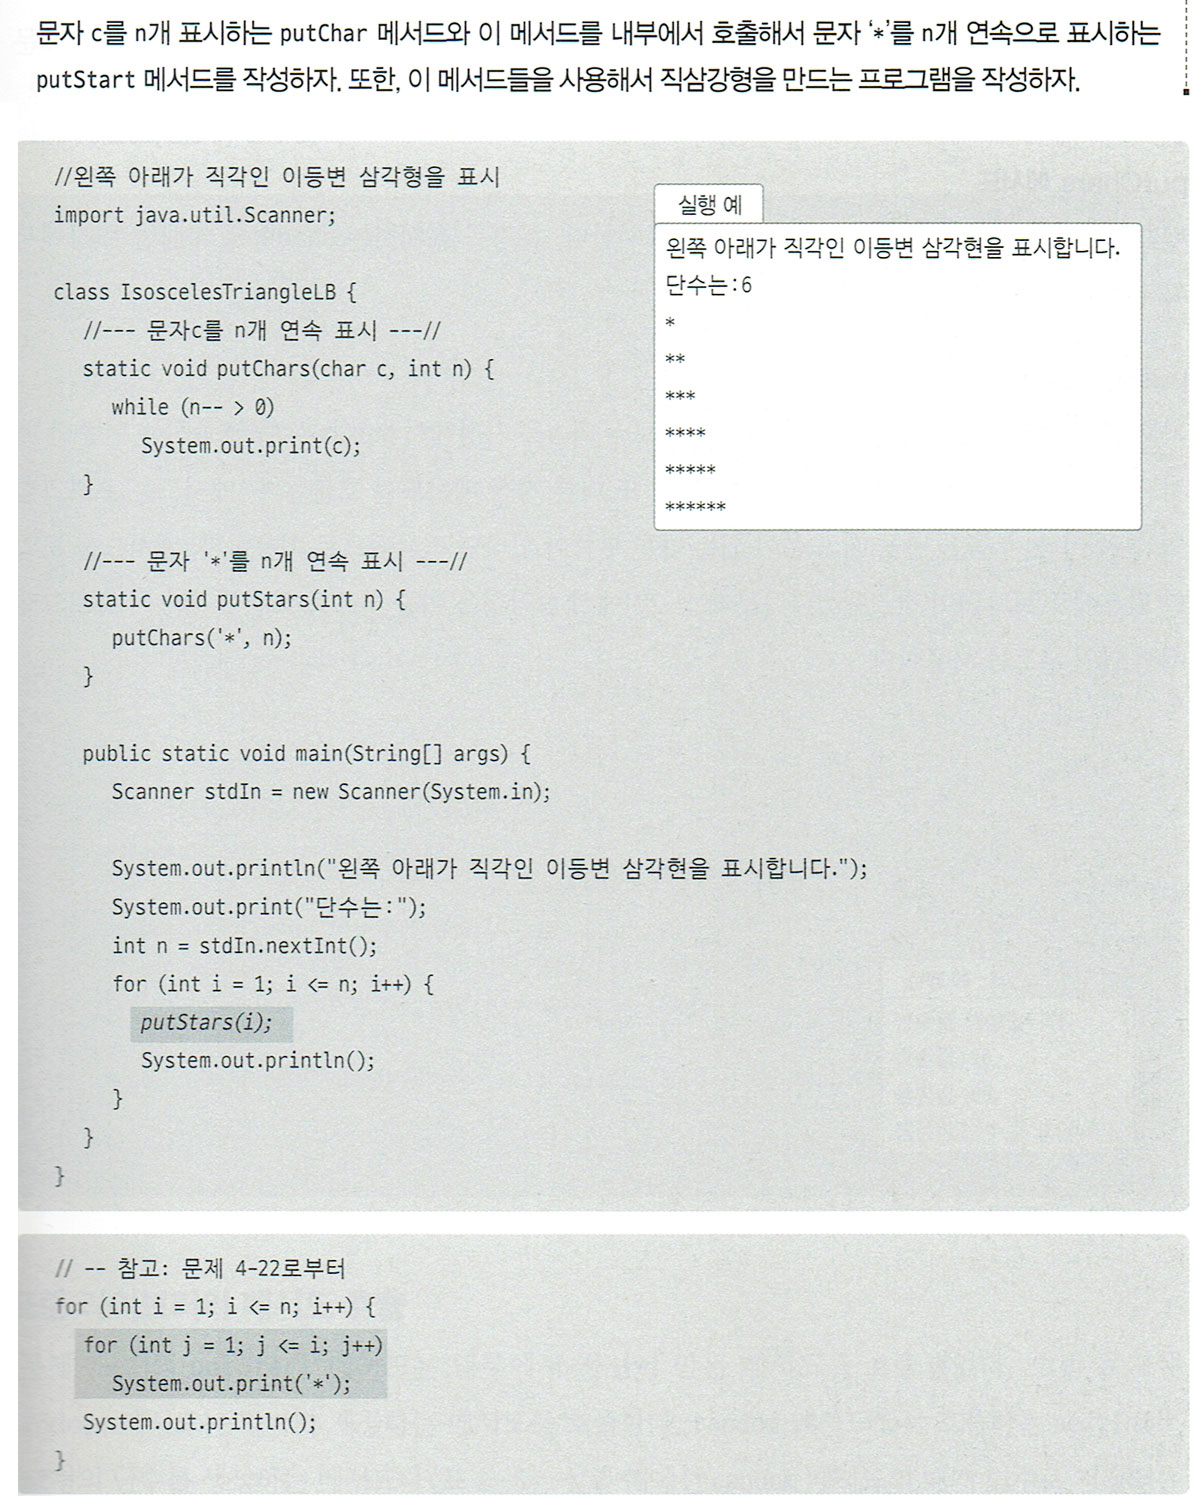 문자 c를 n개 표시하는 putChar 메서드와 이 메서드를 내부에서 호출해서 문자 ‘*’를 n개 연속으로 표시하는
putStart 메서드를 작성하자. 또한, 이 메서드들을 사용해서 직삼강형을 만드는 프로그램을 작성하자.
//왼쪽 아래가 직각인 이등변 삼각형을 표시
import java.util.Scanner;
class IsoscelesTriangleLB {
//--- 문자c를 n개 연속 표시 ---//
static void putChars(char c, int n) {
while (n-- > 0)
System.out.print(c);
}
//--- 문자 '*'를 n개 연속 표시 ---//
static void putStars(int n) {
putChars('*', n);
}
public static void main(String[] args) {
Scanner stdIn = new Scanner(System.in);
System.out.println("왼쪽 아래가 직각인 이등변 삼각현을 표시합니다.");
System.out.print("단수는:");
int n = stdIn.nextInt();
for (int i = 1; i <= n; i++) {
putStars(i);
System.out.println();
}
}
}
실행 예
왼쪽 아래가 직각인 이등변 삼각현을 표시합니다.
단수는:6
*
**
***
****
*****
******
// -- 참고: 문제 4-22로부터
for (int i = 1; i <= n; i++) {
for (int j = 1; j <= i; j++)
System.out.print('*');
System.out.println();
}